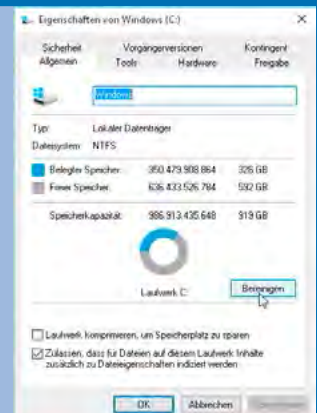 Eigenschaften von Windows (C:)
Sicherheit Vorgängerversionen Kontingent
Allgemein Tools Hardware Freigabe
Windows
Typ: Lokaler Datenträger
Dateisystem: NTFS
Belegter Speicher: 350.479.908.864 326 GB
Freier Speicher: 636.433.526.784 592 GB
Speicherkapazität: 986.913.435.648 919 GB
Laufwerk C:
Bereinigen
Laufwerk komprimieren, um Speicherplatz zu sparen
Zulassen, dass für Dateien auf diesem Laufwerk Inhalte
zusätzlich zu Dateieigenschaften indiziert werden
OK Abbrechen